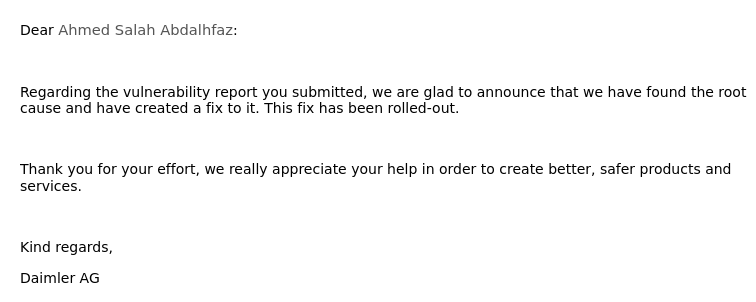 Dear Ahmed Salah Abdalhfaz:
Regarding the vulnerability report you submitted, we are glad to announce that we have found the root
cause and have created a fix to it. This fix has been rolled-out.
Thank you for your effort, we really appreciate your help in order to create better, safer products and
services.
Kind regards,
Daimler AG